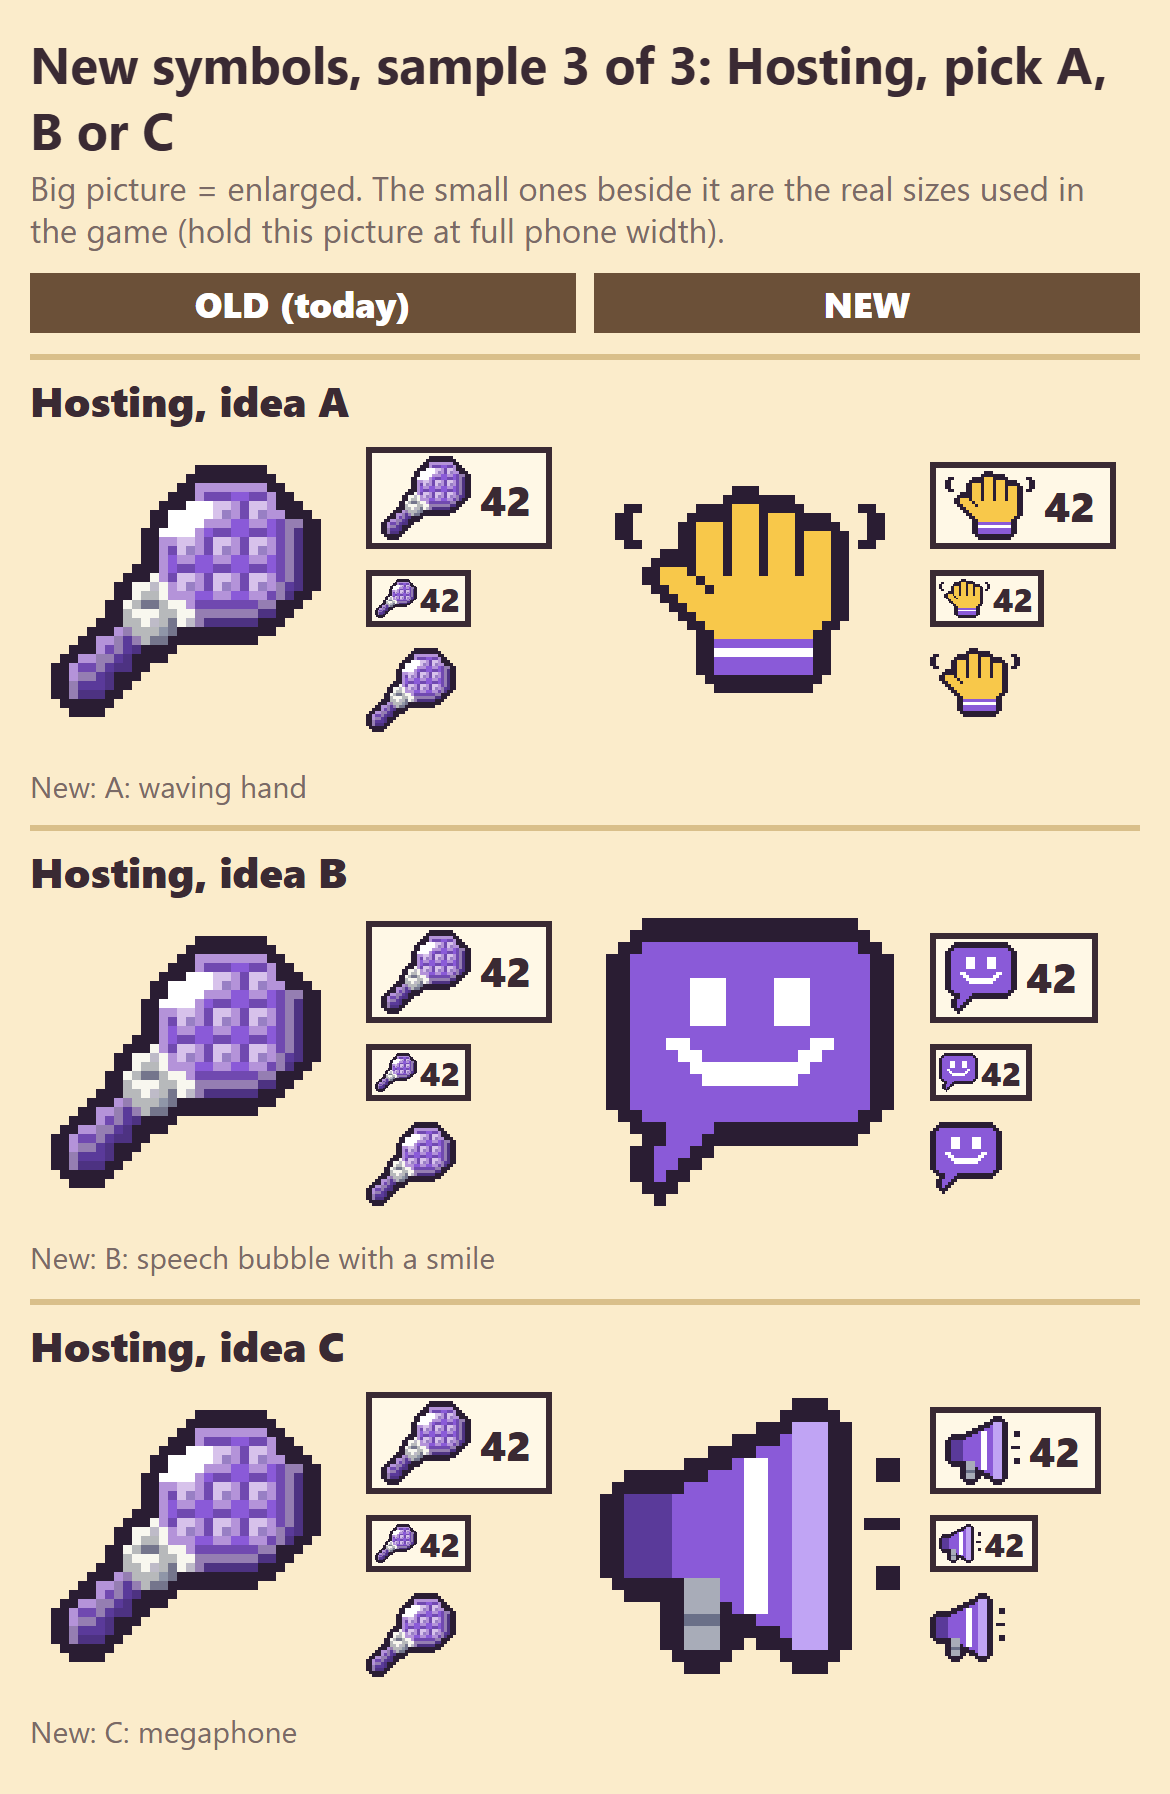 New symbols, sample 3 of 3: Hosting, pick A,
B or C
Big picture = enlarged. The small ones beside it are the real sizes used in
the game (hold this picture at full phone width).
OLD (today)
NEW
Hosting, idea A
42
42
42
42
New: A: waving hand
Hosting, idea B
42
42
42
42
New: B: speech bubble with a smile
Hosting, idea C
42
42
42
42
New: C: megaphone